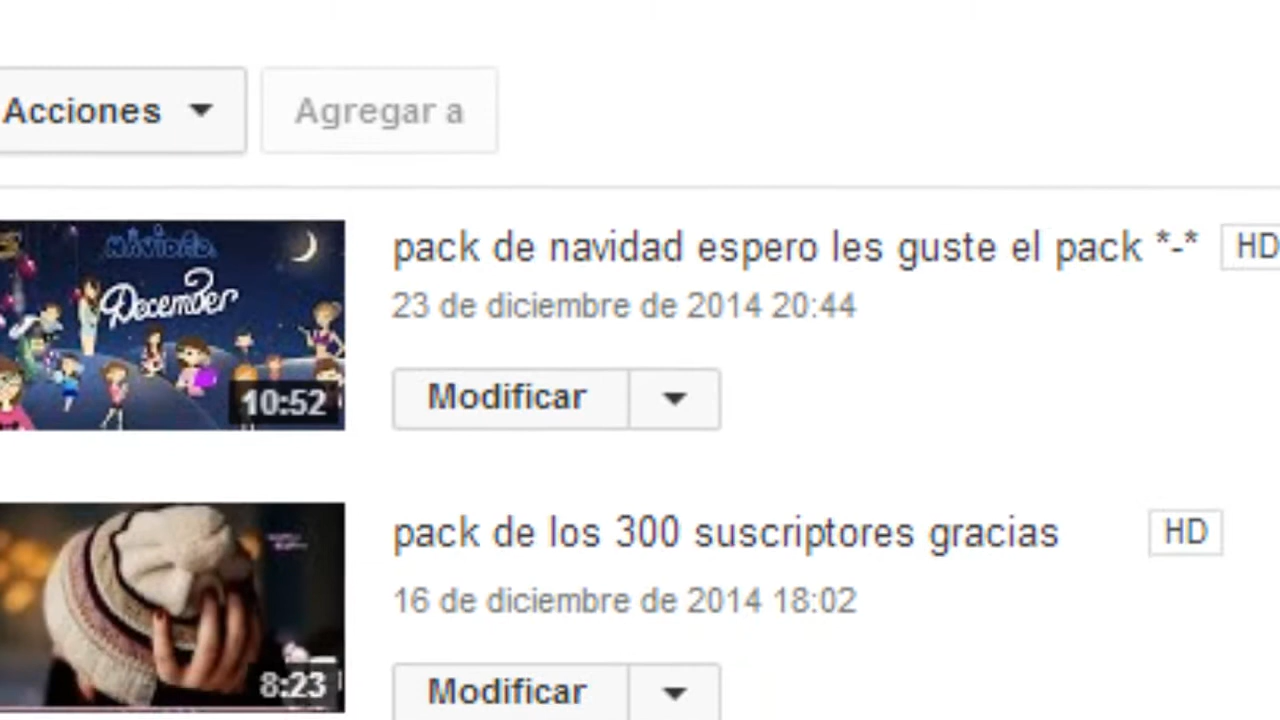 Acciones
Agregar a
NAVIDAD
December
10:52
pack de navidad espero les guste el pack *-*
HD
23 de diciembre de 2014 20:44
Modificar
8:23
pack de los 300 suscriptores gracias
HD
16 de diciembre de 2014 18:02
Modificar